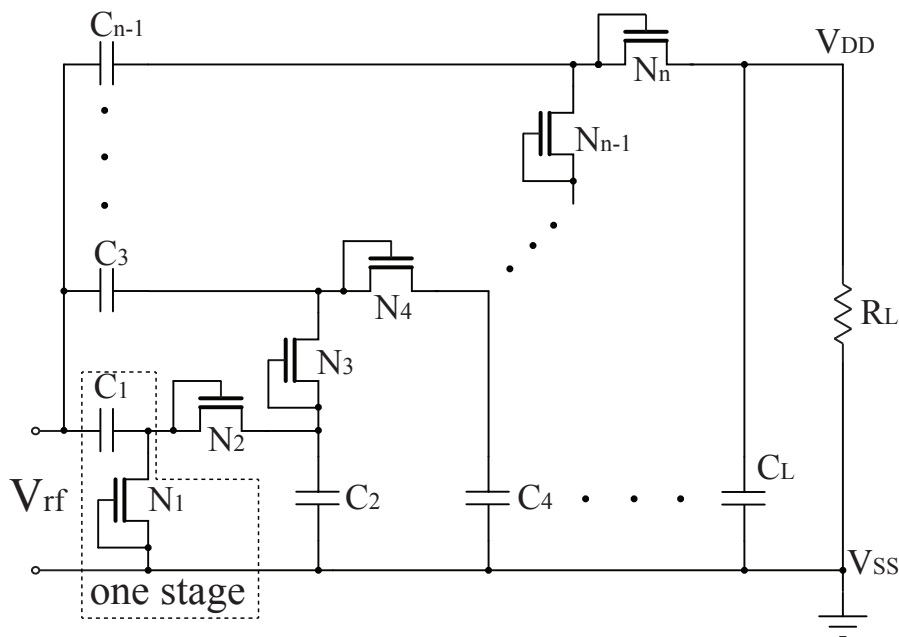 Cn-1
Nn
VDD
Nn-1
C3
N4
RL
N3
C1
N2
CL
Vrf
N1
C2
C4
VSS
one stage